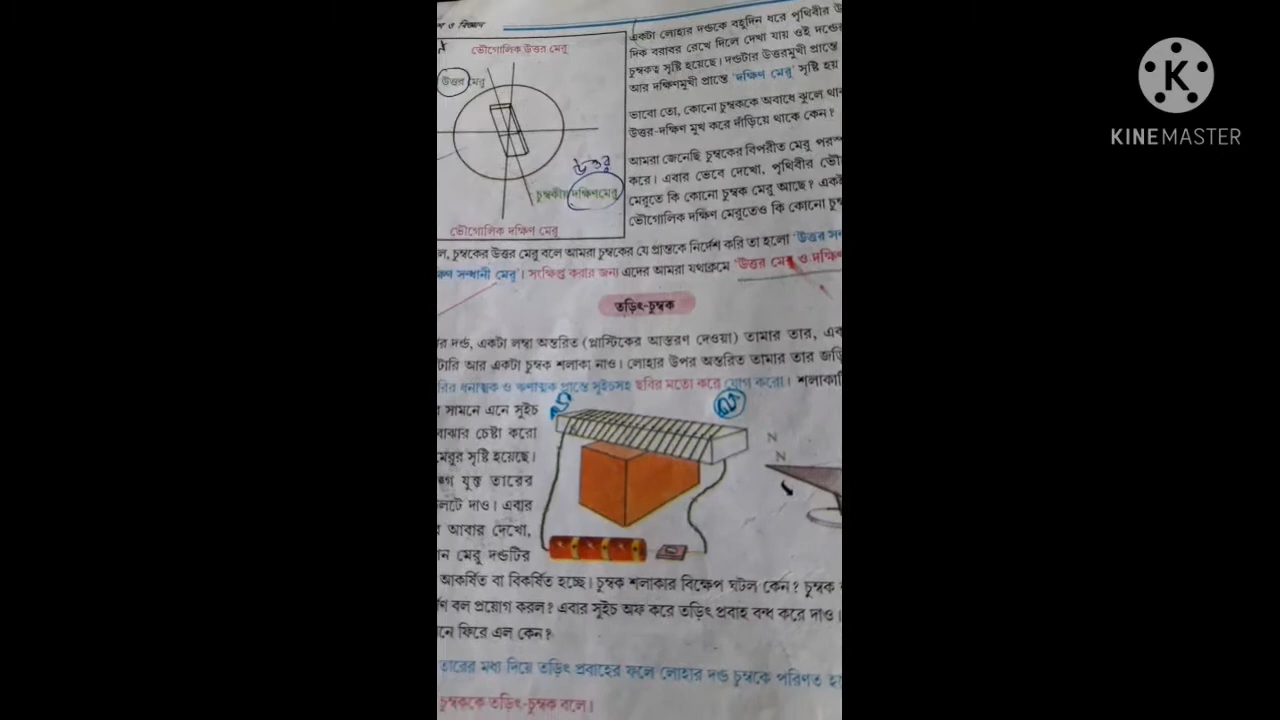 ও বিজ্ঞান
ভৌগোলিক উত্তর মেরু
উত্তর মেরু
উত্তর
চুম্বকীয় দক্ষিণমেরু
ভৌগোলিক দক্ষিণ মেরু
একটা লোহার দণ্ডকে বহুদিন ধরে পৃথিবীর উ
দিক বরাবর রেখে দিলে দেখা যায় ওই দণ্ডের
চুম্বকত্ব সৃষ্টি হয়েছে। দণ্ডটার উত্তরমুখী প্রান্তে
আর দক্ষিণমুখী প্রান্তে 'দক্ষিণ মেরু' সৃষ্টি হয়
ভাবো তো, কোনো চুম্বককে অবাধে ঝুলে থা
উত্তর-দক্ষিণ মুখ করে দাঁড়িয়ে থাকে কেন?
আমরা জেনেছি চুম্বকের বিপরীত মেরু পরস্প
করে। এবার ভেবে দেখো, পৃথিবীর ভৌ
মেরুতে কি কোনো চুম্বক মেরু আছে? একই
ভৌগোলিক দক্ষিণ মেরুতেও কি কোনো চু
ল, চুম্বকের উত্তর মেরু বলে আমরা চুম্বকের যে প্রান্তকে নির্দেশ করি তা হলো 'উত্তর সন
সন্ধানী মেরু'। সংক্ষিপ্ত করার জন্য এদের আমরা যথাক্রমে 'উত্তর মেরু ও দক্ষি
তড়িৎ-চুম্বক
র দণ্ড, একটা লম্বা অন্তরিত (প্লাস্টিকের আস্তরণ দেওয়া) তামার তার, এক
টারি আর একটা চুম্বক শলাকা নাও। লোহার উপর অন্তরিত তামার তার জড়ি
রির ধনাত্মক ও ঋণাত্মক প্রান্তে সুইচসহ ছবির মতো করে যোগ করো। শলাকাটি
র সামনে এনে সুইচ
বাঝার চেষ্টা করো
মেরুর সৃষ্টি হয়েছে।
গে যুক্ত তারের
লটে দাও। এবার
র আবার দেখো,
ন মেরু দণ্ডটির
S
N
N
N
আকর্ষিত বা বিকর্ষিত হচ্ছে। চুম্বক শলাকার বিক্ষেপ ঘটল কেন? চুম্বক
বল প্রয়োগ করল? এবার সুইচ অফ করে তড়িৎ প্রবাহ বন্ধ করে দাও।
নে ফিরে এল কেন?
তারের মধ্য দিয়ে তড়িৎ প্রবাহের ফলে লোহার দণ্ড চুম্বকে পরিণত হ
চুম্বককে তড়িৎ-চুম্বক বলে।
K
KINEMASTER